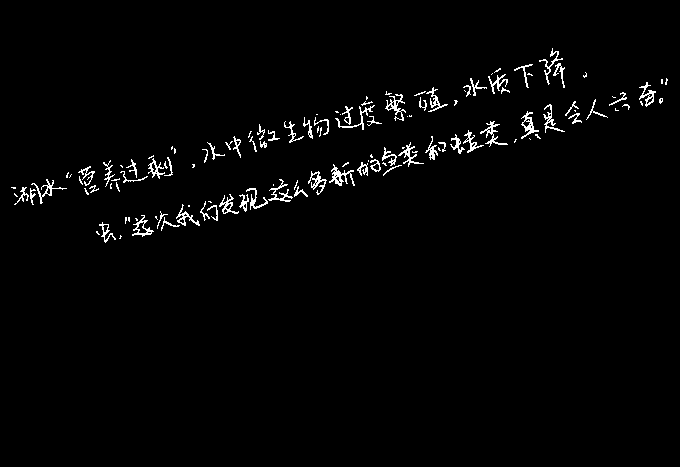 湖水“营养过剩”,水中微生物过度繁殖,水质下降。
虫,“这次我们发现这么多新的鱼类和蛙类,真是令人兴奋。”